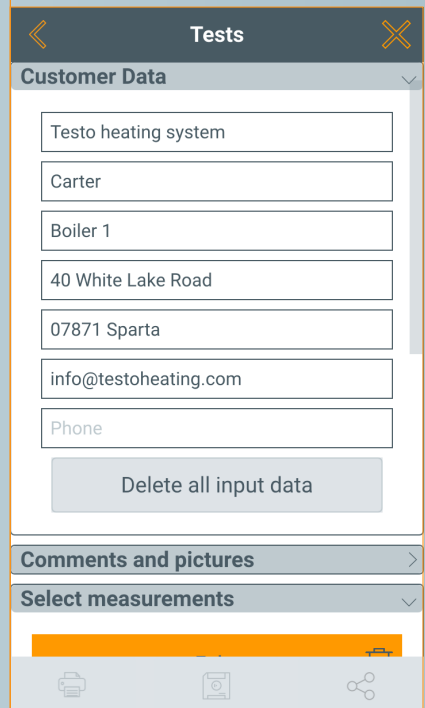 Tests
Customer Data
Testo heating system
Carter
Boiler 1
40 White Lake Road
07871 Sparta
info@testoheating.com
Phone
Delete all input data
Comments and pictures
Select measurements